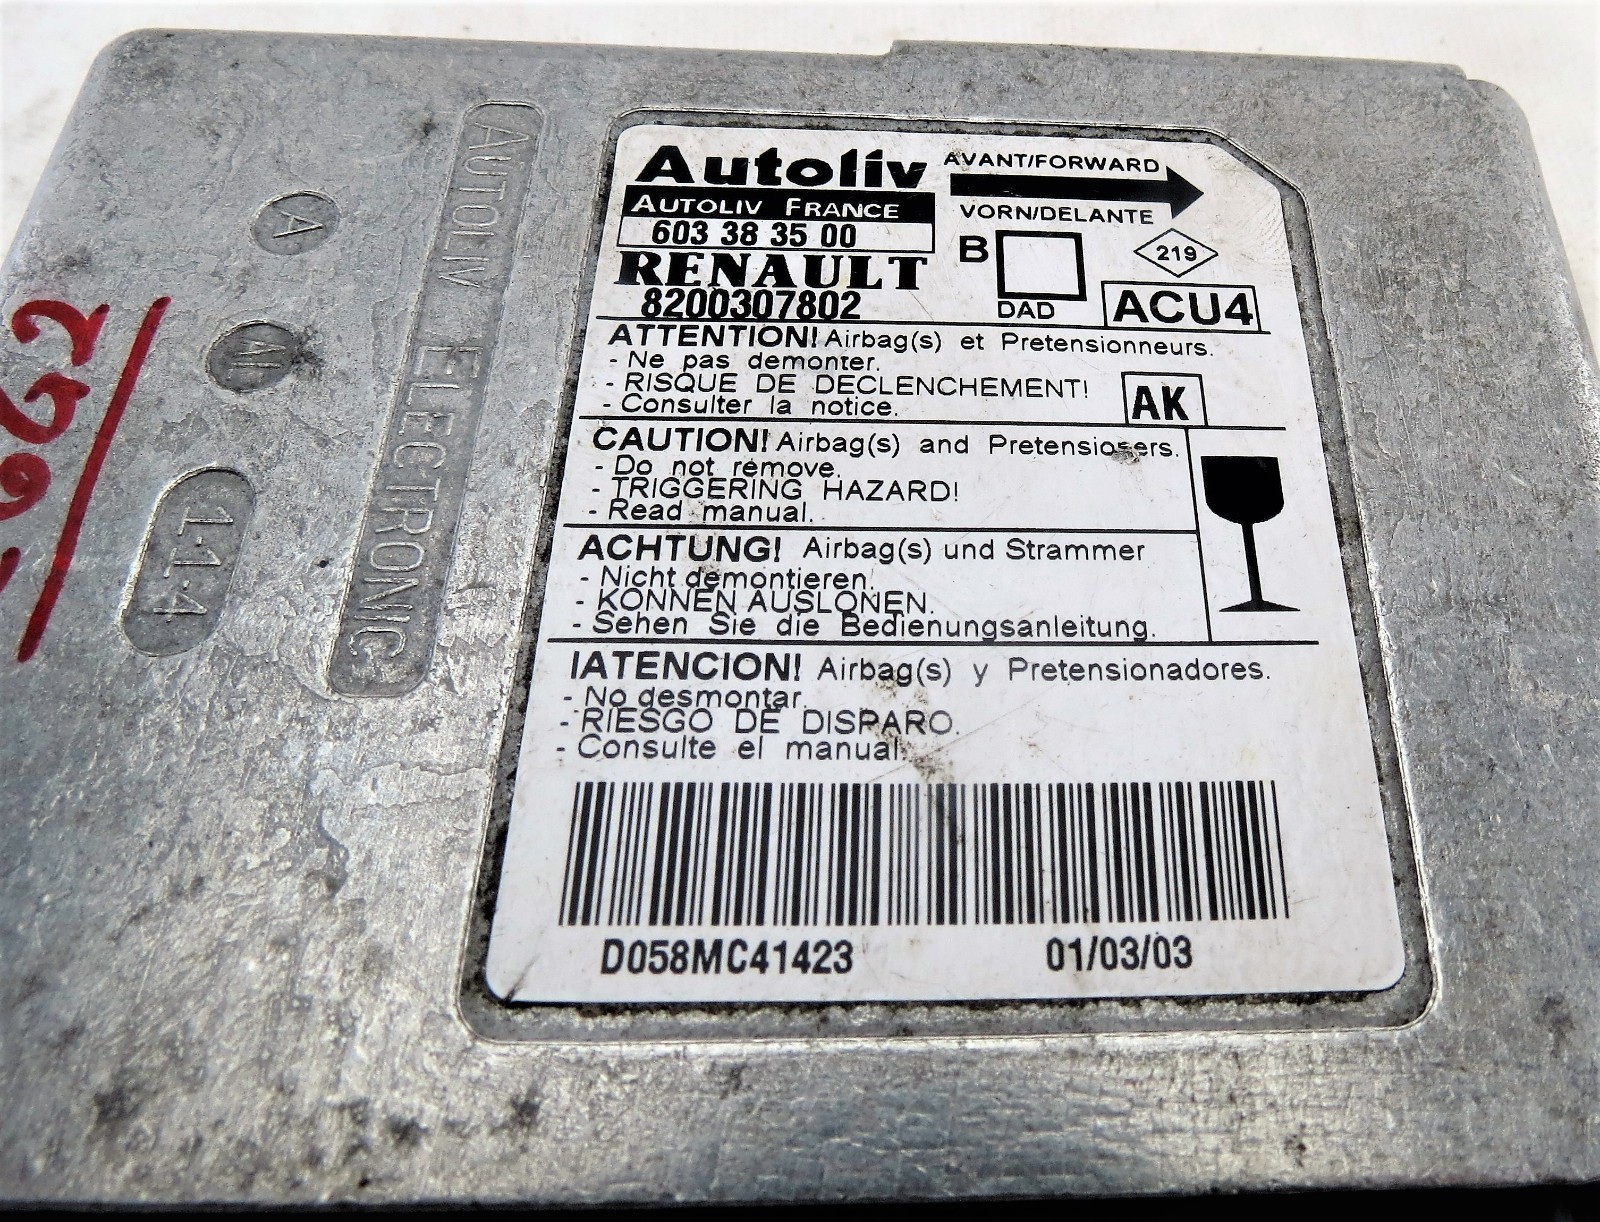 Autoliv
AUTOLIV FRANCE
603 38 35 00
RENAULT
8200307802
AVANT/FORWARD
VORN/DELANTE
B
DAD
219
ACU4
ATTENTION! Airbag(s) et Pretensionneurs.
- Ne pas demonter.
- RISQUE DE DECLENCHEMENT!
- Consulter la notice.
AK
CAUTION! Airbag(s) and Pretensioners.
- Do not remove.
- TRIGGERING HAZARD!
- Read manual.
ACHTUNG! Airbag(s) und Strammer
- Nicht demontieren.
- KONNEN AUSLONEN.
- Sehen Sie die Bedienungsanleitung.
IATENCION! Airbag(s) y Pretensionadores.
- No desmontar.
- RIESGO DE DISPARO.
- Consulte el manual.
D058MC41423 01/03/03
AUTOLIV ELECTRONIC
A
1-1-4